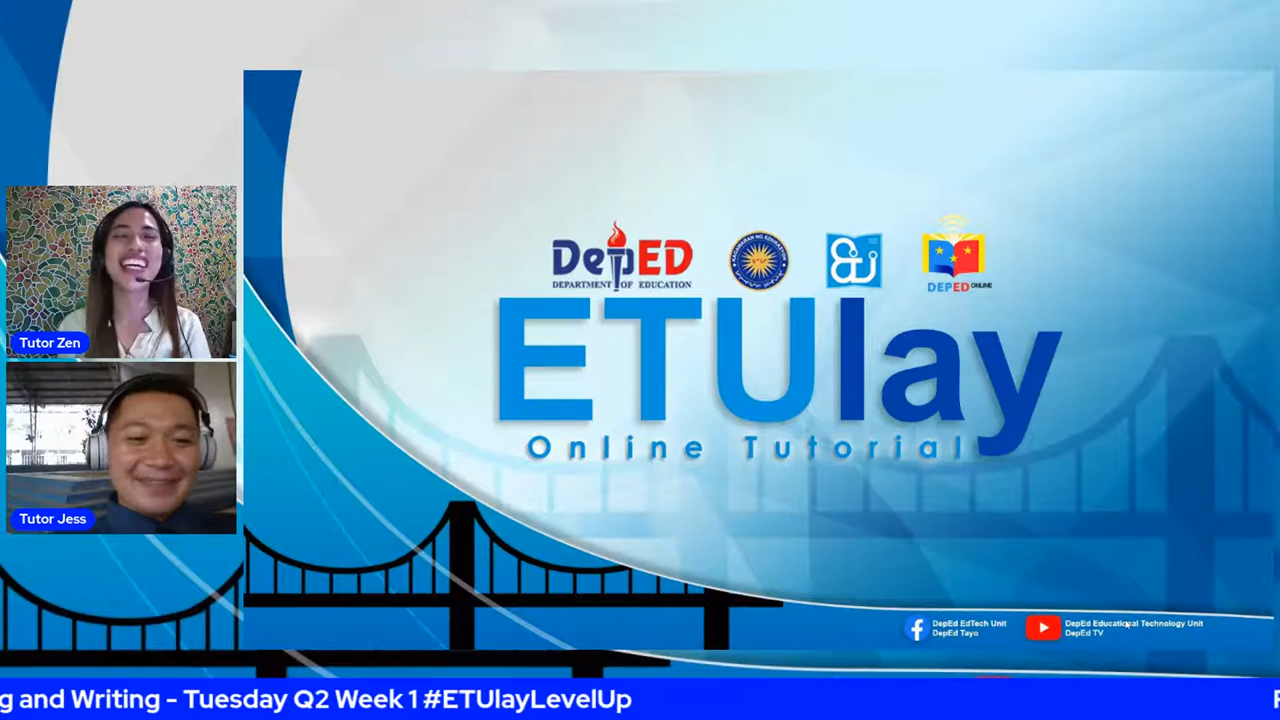 DepED
DEPARTMENT OF EDUCATION
DEPED ONLINE
ETUlay
Online Tutorial
Tutor Zen
Tutor Jess
DepEd EdTech Unit
DepEd Tayo
DepEd Educational Technology Unit
DepEd TV
g and Writing - Tuesday Q2 Week 1 #ETUlayLevelUp